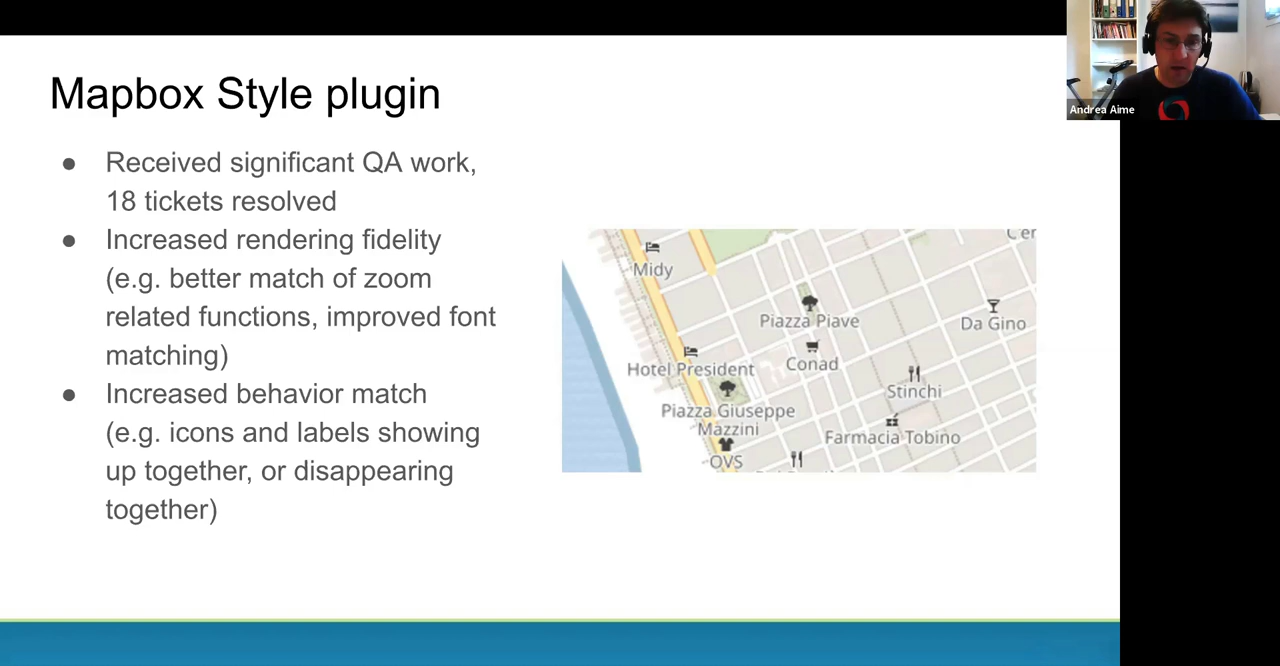 Mapbox Style plugin
● Received significant QA work,
18 tickets resolved
● Increased rendering fidelity
(e.g. better match of zoom
related functions, improved font
matching)
● Increased behavior match
(e.g. icons and labels showing
up together, or disappearing
together)
Midy
Piazza Piave
Da Gino
Conad
Hotel President
Stinchi
Piazza Giuseppe
Mazzini
Farmacia Tobino
OVS
Andrea Aime